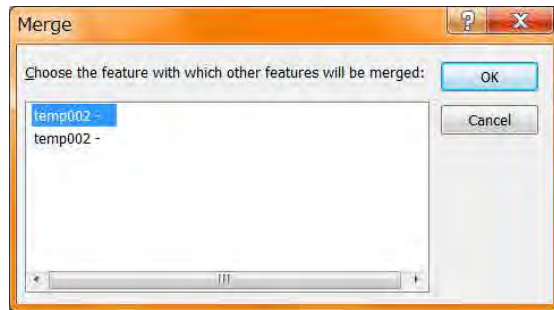 Merge
Choose the feature with which other features will be merged:
OK
temp002 -
Cancel
temp002 -